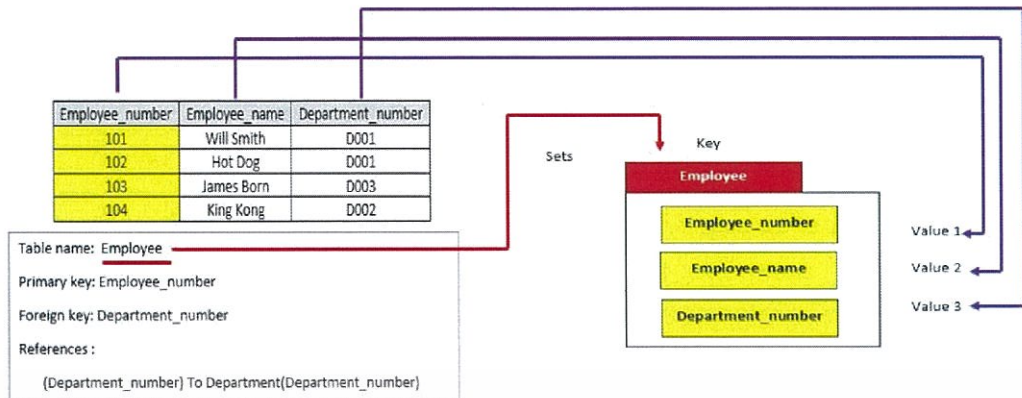 Employee_number Employee_name Department_number
101 Will Smith D001
102 Hot Dog D001
103 James Born D003
104 King Kong D002
Table name: Employee
Primary key: Employee_number
Foreign key: Department_number
References :
(Department_number) To Department(Department_number)
Sets
Key
Employee
Employee_number
Employee_name
Department_number
Value 1
Value 2
Value 3